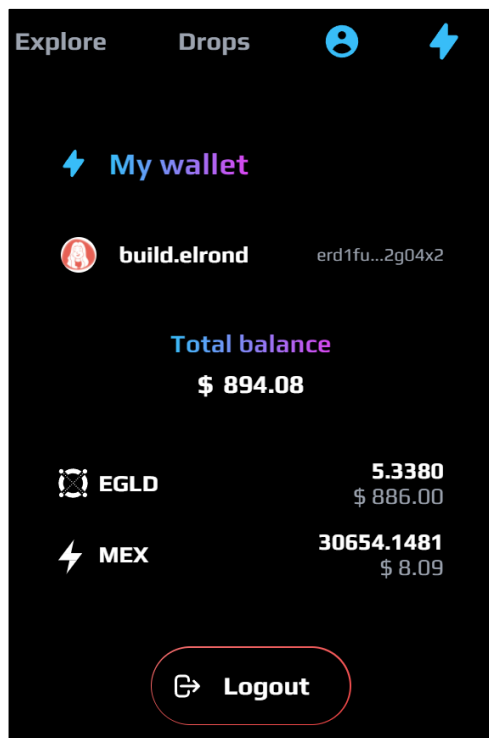 Explore Drops
My wallet
build.elrond erd1fu...2g04x2
Total balance
$ 894.08
EGLD 5.3380
$ 886.00
MEX 30654.1481
$ 8.09
Logout